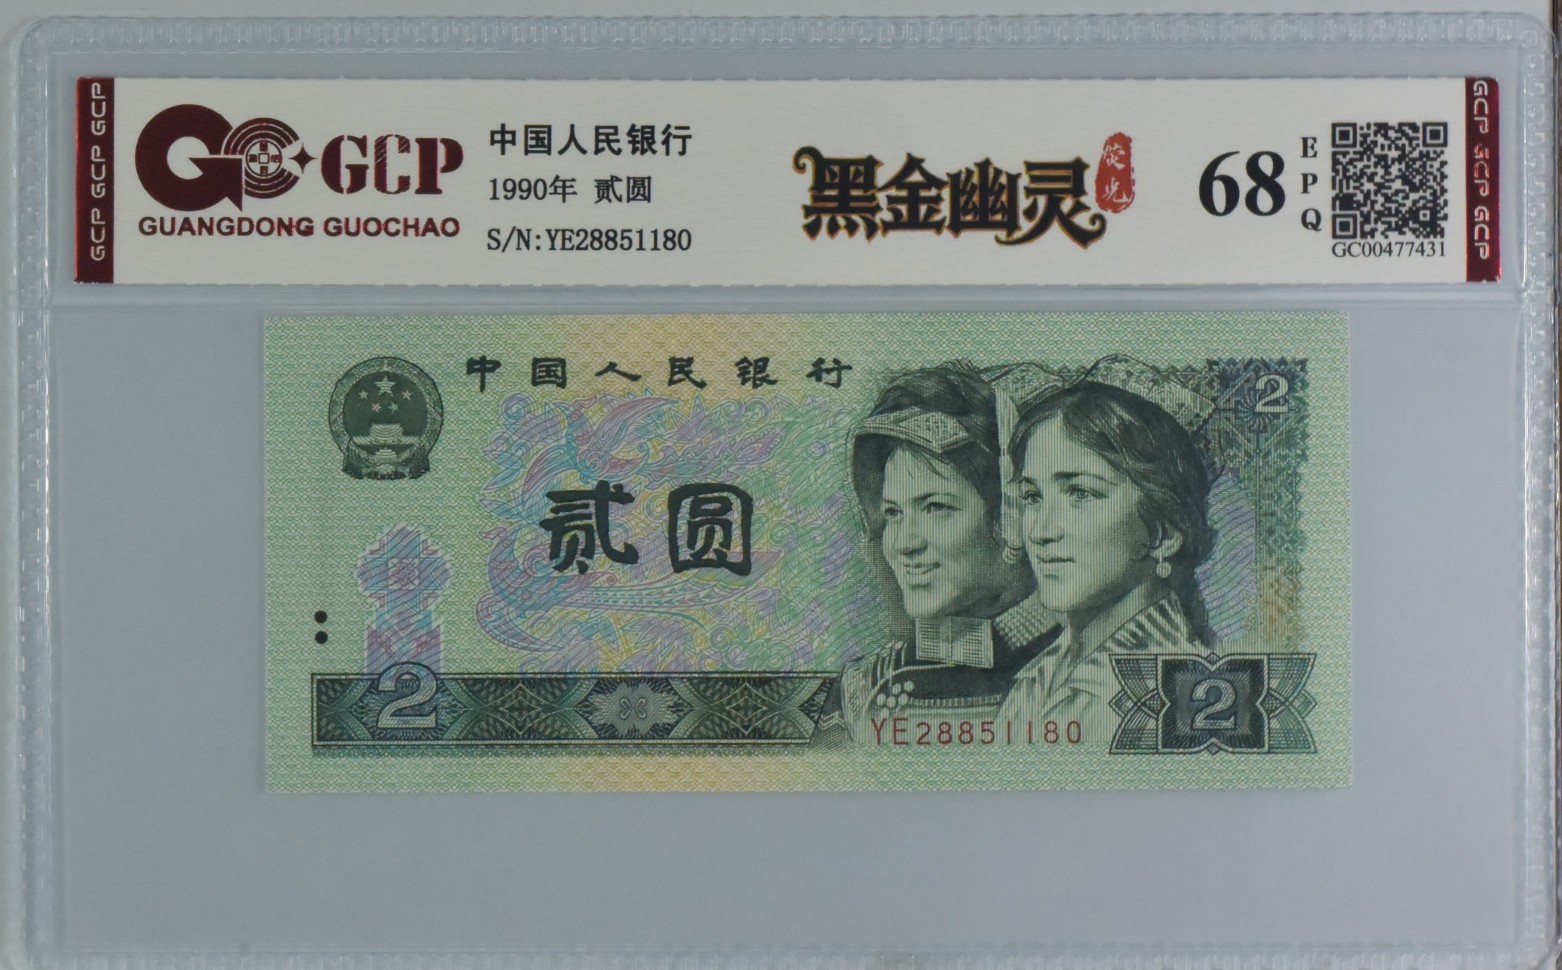 GCP GCP GCP
GCP
GUANGDONG GUOCHAO
中国人民银行
1990年 贰圆
S/N:YE28851180
黑金幽灵
荧光
68
EPQ
GC00477431
GCP GCP GCP
中国人民银行
2
贰圆
2
YE28851180
2